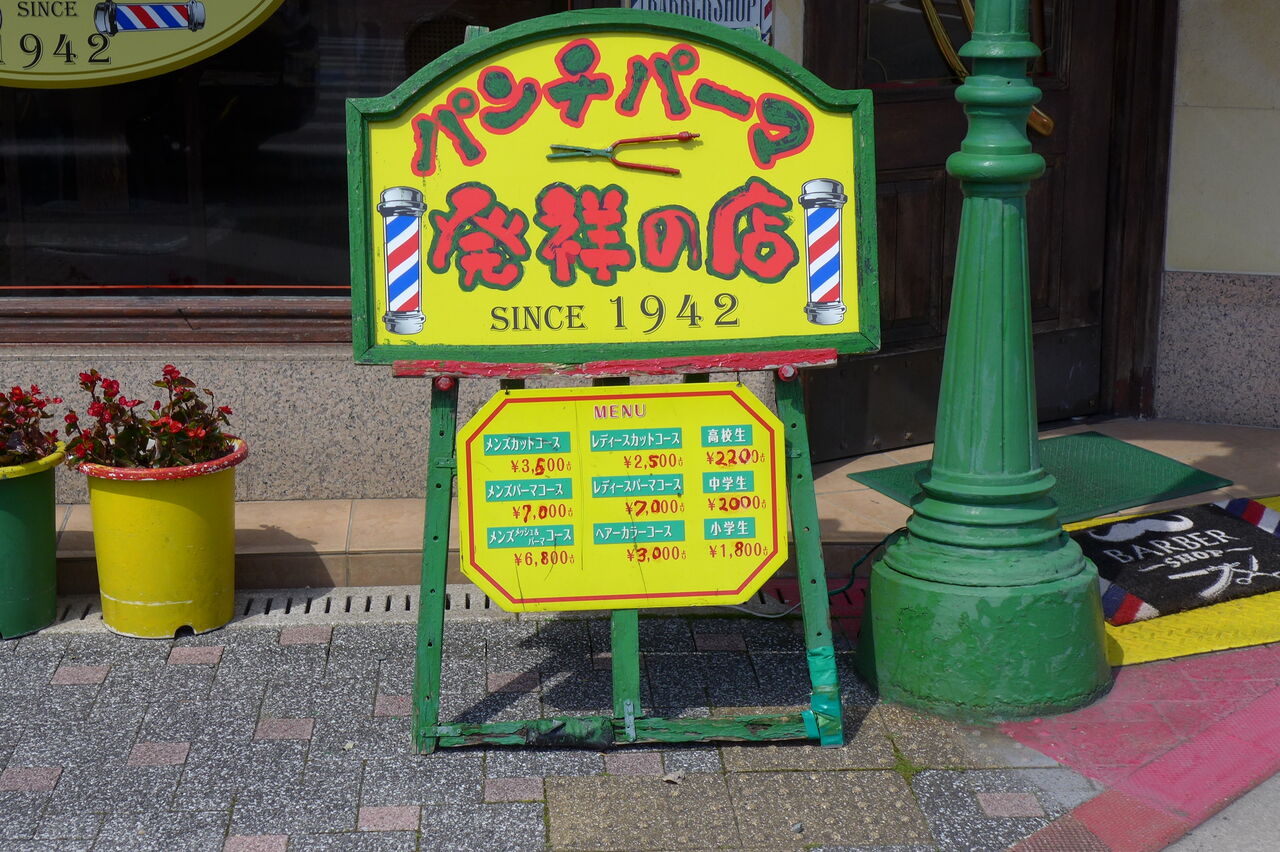 SINCE
1942
BARBERSHOP
パンチパーマ
発祥の店
SINCE 1942
MENU
メンズカットコース
¥3,500
レディースカットコース
¥2,500
高校生
¥2200
メンズパーマコース
¥7,000
レディースパーマコース
¥7,000
中学生
¥2000
メンズメッシュ&パーマコース
¥6,800
ヘアーカラーコース
¥3,000
小学生
¥1,800
BARBER
SHOP